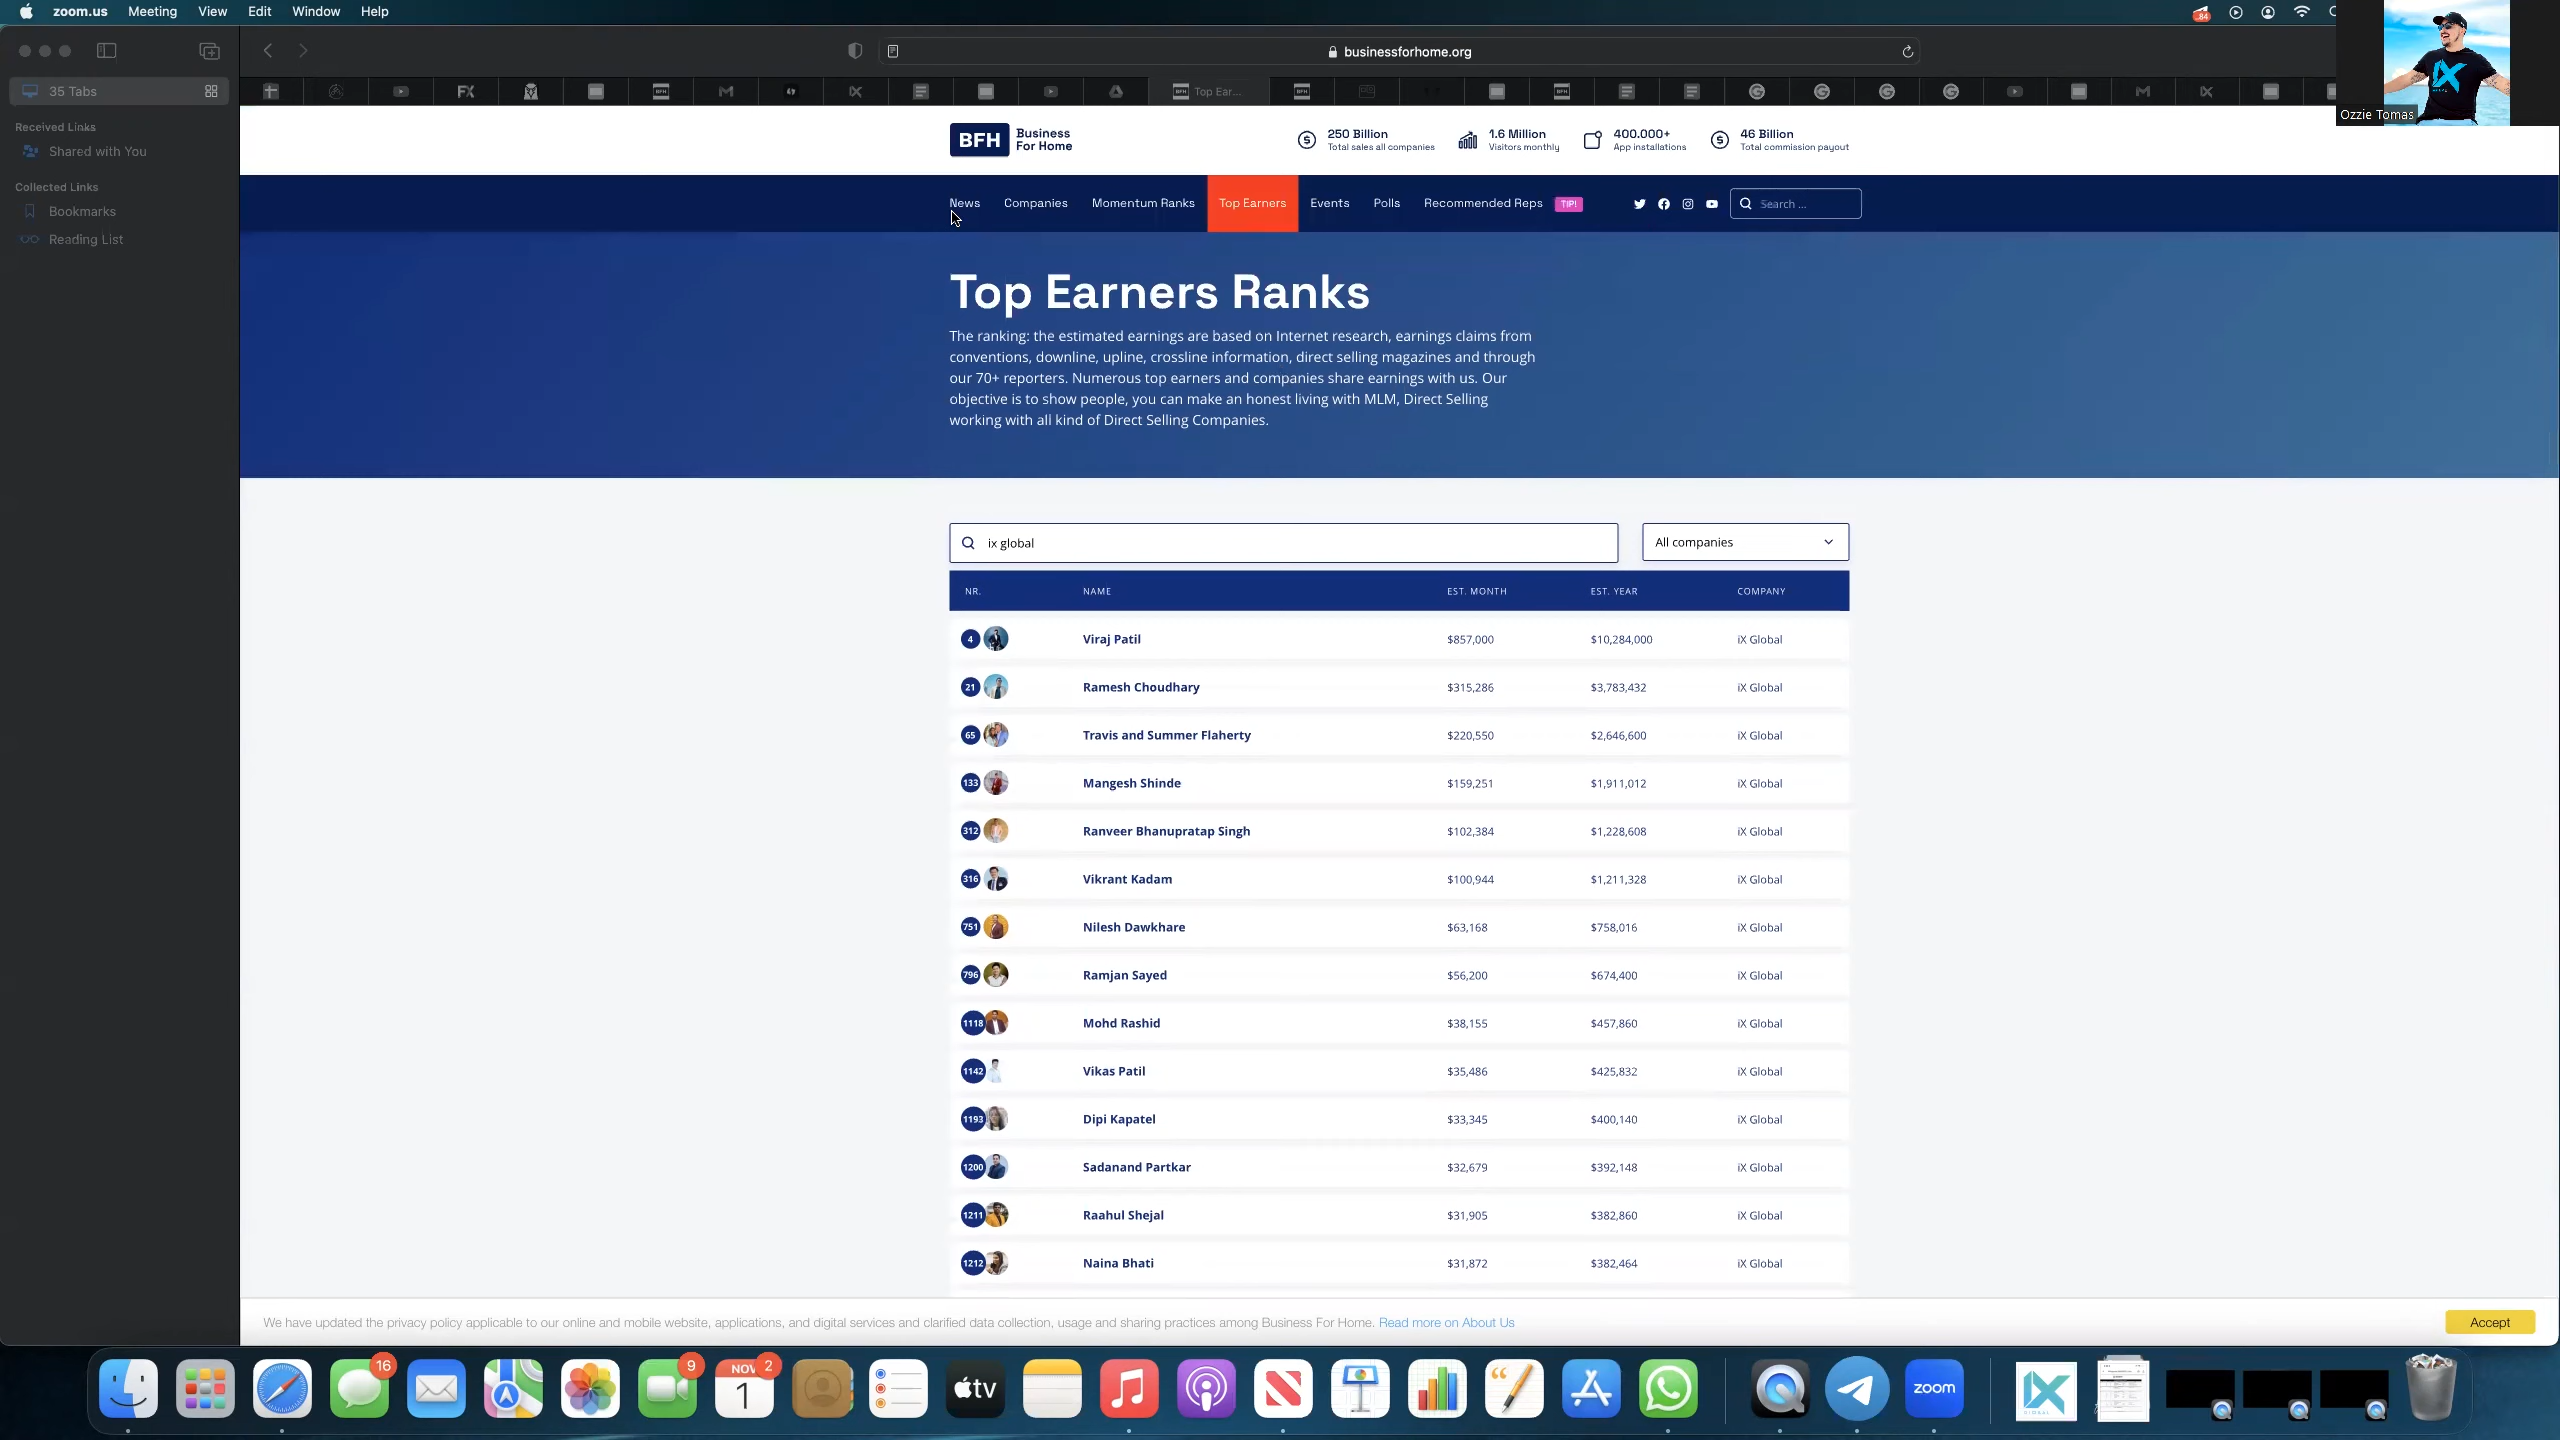 zoom.us Meeting View Edit Window Help
84
businessforhome.org
35 Tabs
FX
BFH
BFH Top Ear...
BFH
BFH
Received Links
Shared with You
Collected Links
Bookmarks
Reading List
IX
Ozzie Tomas
BFH Business For Home
250 Billion
Total sales all companies
1.6 Million
Visitors monthly
400.000+
App installations
46 Billion
Total commission payout
News Companies Momentum Ranks Top Earners Events Polls Recommended Reps TIP! Search ...
Top Earners Ranks
The ranking: the estimated earnings are based on Internet research, earnings claims from
conventions, downline, upline, crossline information, direct selling magazines and through
our 70+ reporters. Numerous top earners and companies share earnings with us. Our
objective is to show people, you can make an honest living with MLM, Direct Selling
working with all kind of Direct Selling Companies.
ix global All companies
NR. NAME EST. MONTH EST. YEAR COMPANY
4 Viraj Patil $857,000 $10,284,000 iX Global
21 Ramesh Choudhary $315,286 $3,783,432 iX Global
65 Travis and Summer Flaherty $220,550 $2,646,600 iX Global
133 Mangesh Shinde $159,251 $1,911,012 iX Global
312 Ranveer Bhanupratap Singh $102,384 $1,228,608 iX Global
316 Vikrant Kadam $100,944 $1,211,328 iX Global
751 Nilesh Dawkhare $63,168 $758,016 iX Global
796 Ramjan Sayed $56,200 $674,400 iX Global
1118 Mohd Rashid $38,155 $457,860 iX Global
1142 Vikas Patil $35,486 $425,832 iX Global
1193 Dipi Kapatel $33,345 $400,140 iX Global
1200 Sadanand Partkar $32,679 $392,148 iX Global
1211 Raahul Shejal $31,905 $382,860 iX Global
1212 Naina Bhati $31,872 $382,464 iX Global
We have updated the privacy policy applicable to our online and mobile website, applications, and digital services and clarified data collection, usage and sharing practices among Business For Home. Read more on About Us
Accept
16
9
NOV 2
1
tv
zoom
IX